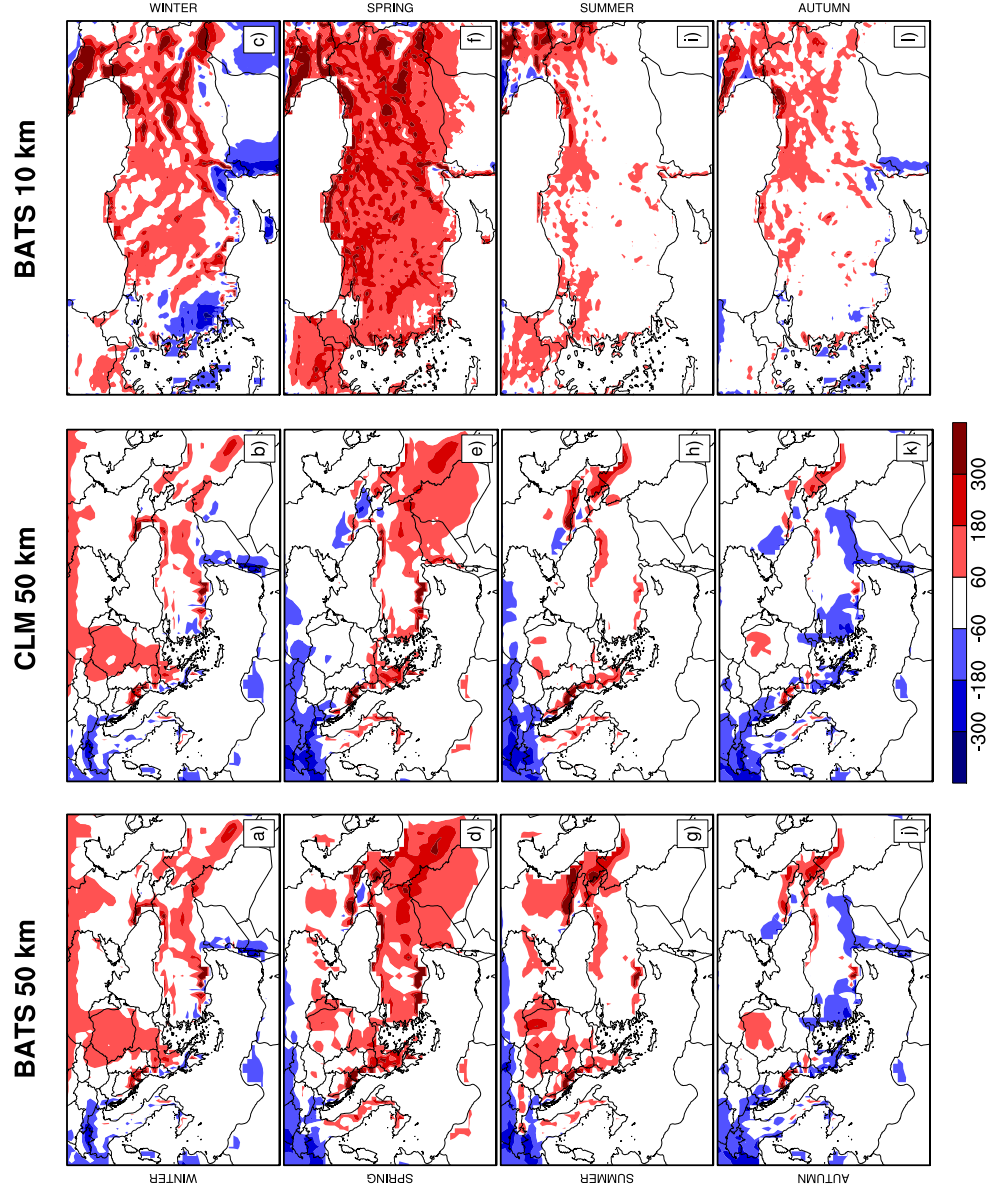 BATS 50 km
CLM 50 km
BATS 10 km
WINTER
a)
b)
c)
WINTER
SPRING
d)
e)
f)
SPRING
SUMMER
g)
h)
i)
SUMMER
AUTUMN
j)
k)
l)
AUTUMN
-300 -180 -60 60 180 300